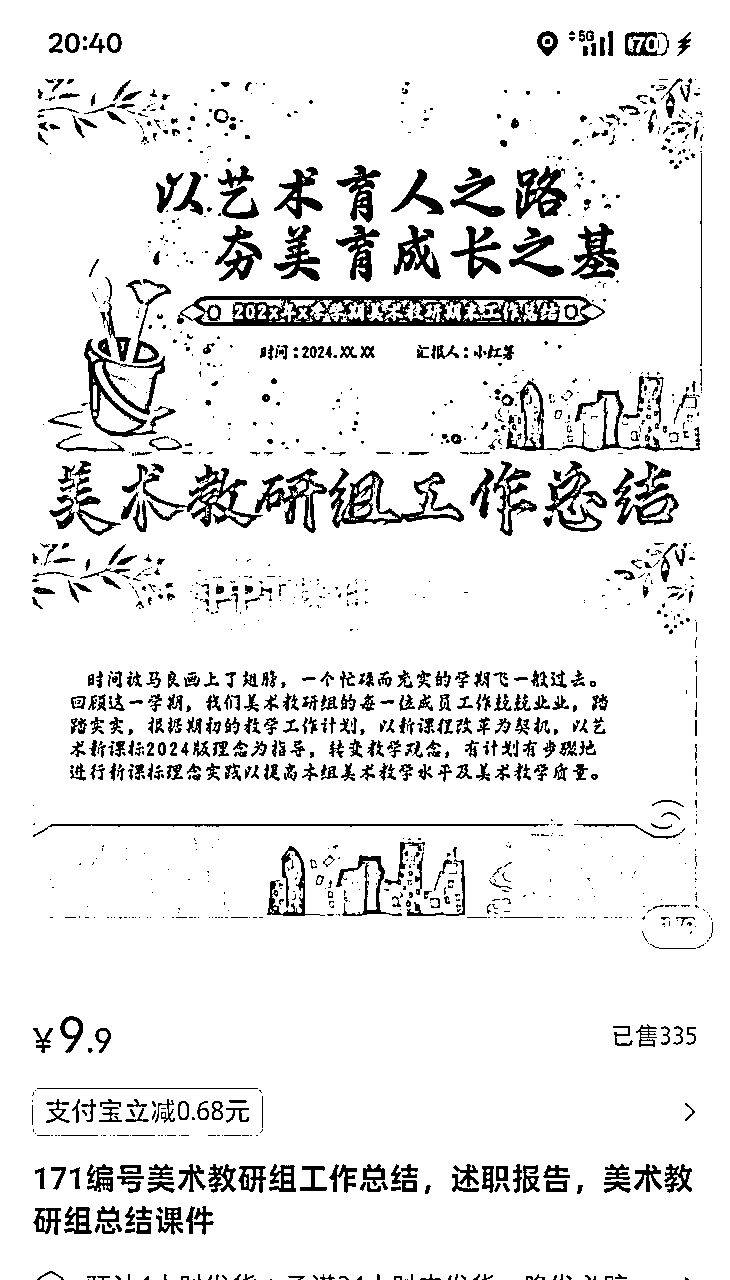 20:40
5G
70
以艺术育人之路
夯美育成长之基
202X年X季学期美术教研期末工作总结
时间：2024.XX.XX 汇报人：小红薯
美术教研组工作总结
PPT课件
时间被马良画上了翅膀，一个忙碌而充实的学期飞一般过去。
回顾这一学期，我们美术教研组的每一位成员工作兢兢业业，踏
踏实实，根据期初的教学工作计划，以新课程改革为契机，以艺
术新课标2024版理念为指导，转变教学观念，有计划有步骤地
进行新课标理念实践以提高本组美术教学水平及美术教学质量。
¥9.9
已售335
支付宝立减0.68元
171编号美术教研组工作总结，述职报告，美术教
研组总结课件